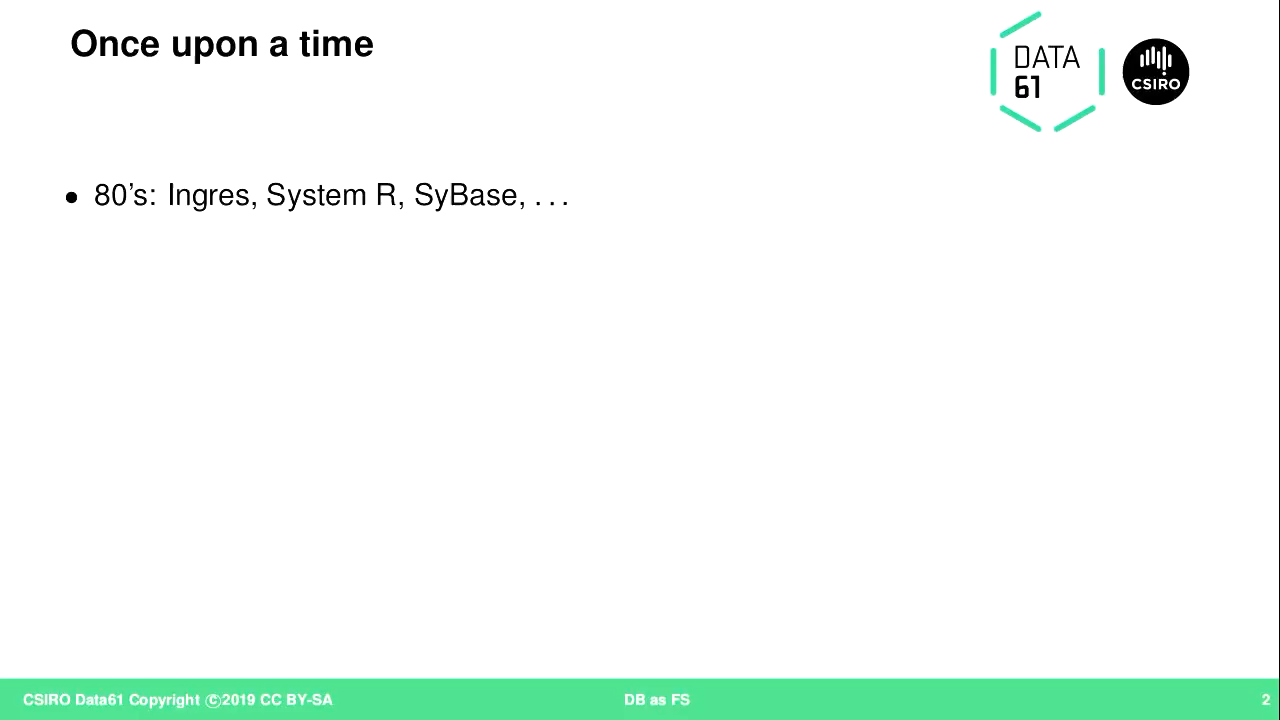 Once upon a time
DATA
61
CSIRO
• 80’s: Ingres, System R, SyBase, . . .
CSIRO Data61 Copyright ©2019 CC BY-SA
DB as FS
2